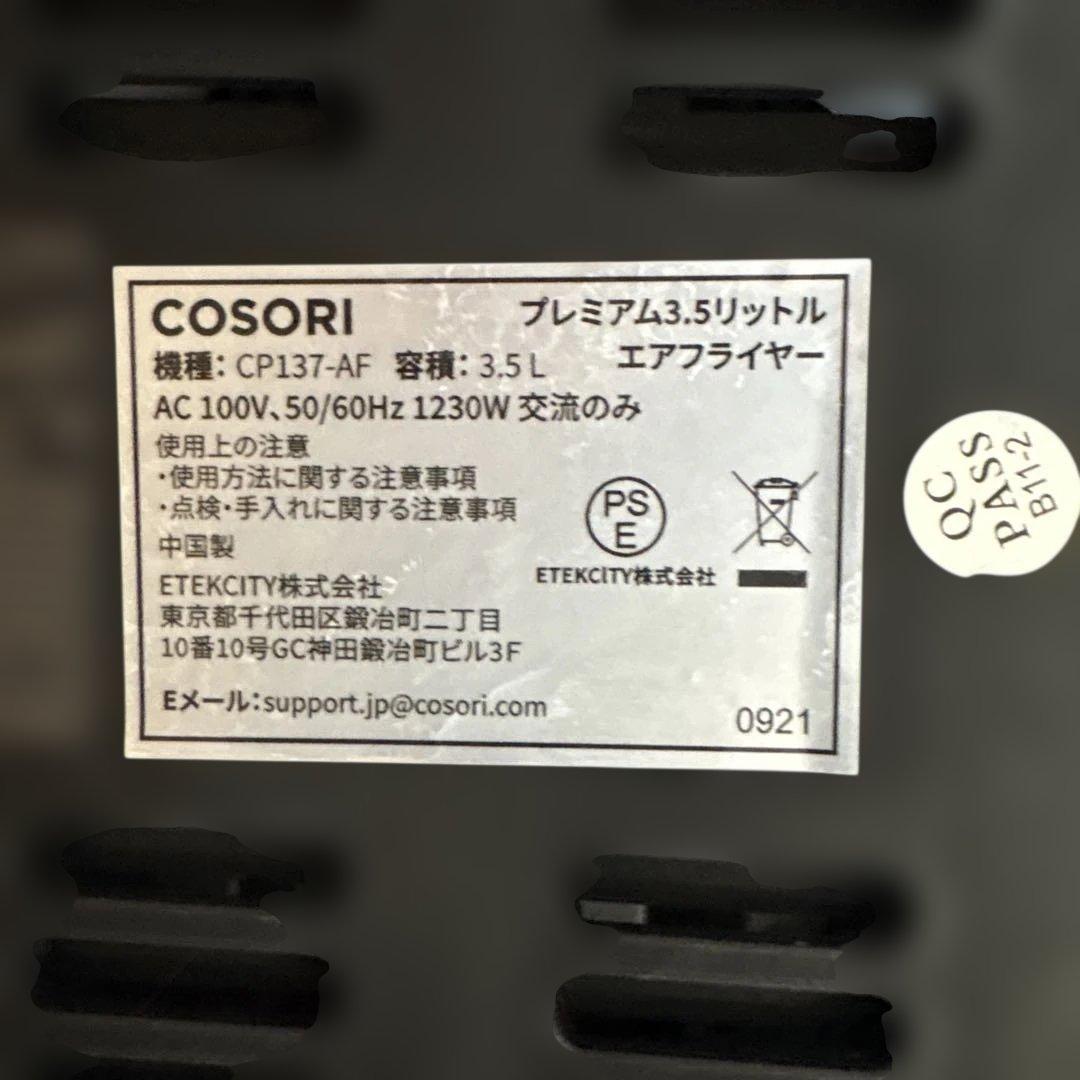 COSORI
プレミアム3.5リットル
エアフライヤー
機種：CP137-AF 容積：3.5 L
AC 100V、50/60Hz 1230W 交流のみ
使用上の注意
・使用方法に関する注意事項
・点検・手入れに関する注意事項
中国製
ETEKCITY株式会社
東京都千代田区鍛冶町二丁目
10番10号GC神田鍛冶町ビル3F
Eメール：support.jp@cosori.com
PS
E
ETEKCITY株式会社
0921
QC
PASS
B11-2